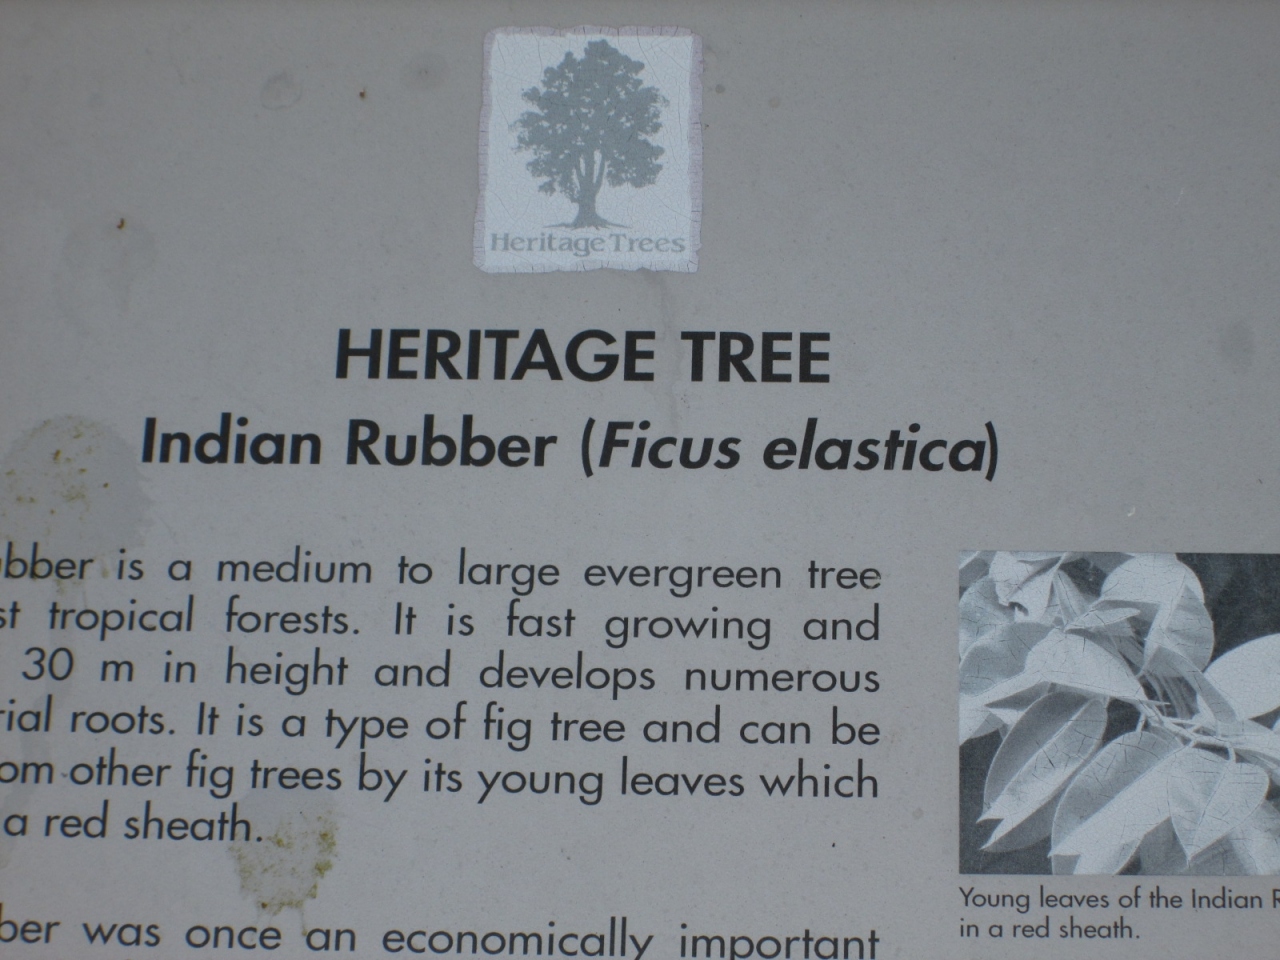 Heritage Trees
HERITAGE TREE
Indian Rubber (Ficus elastica)
ubber is a medium to large evergreen tree
st tropical forests. It is fast growing and
30 m in height and develops numerous
rial roots. It is a type of fig tree and can be
om other fig trees by its young leaves which
a red sheath.
ber was once an economically important
Young leaves of the Indian R
in a red sheath.